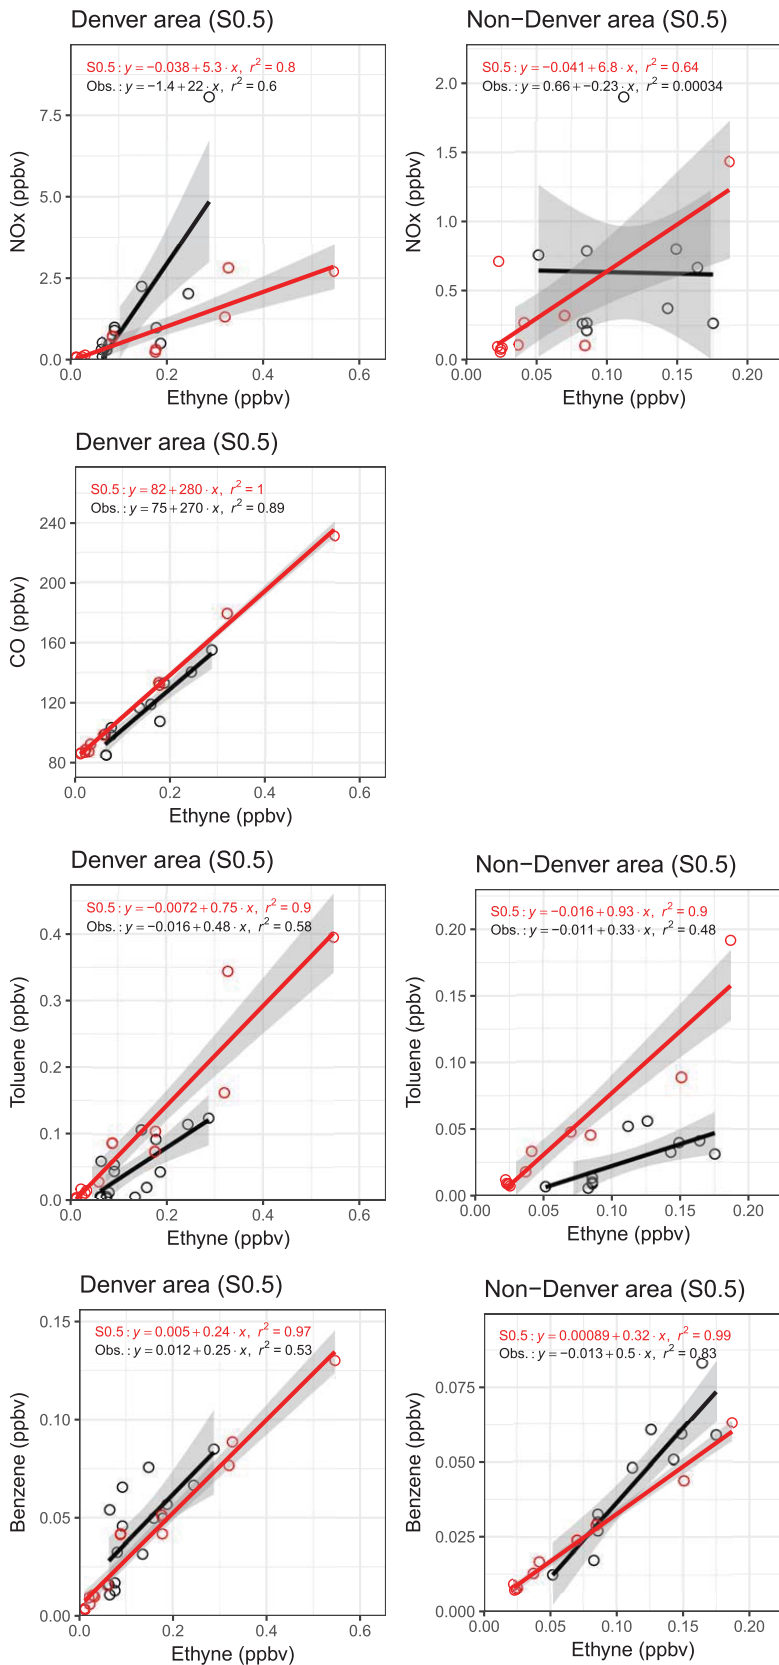 Denver area (S0.5)
S0.5 : y = −0.038 + 5.3 · x, r² = 0.8
Obs. : y = −1.4 + 22 · x, r² = 0.6
NOx (ppbv)
7.5
5.0
2.5
0.0
0.0 0.2 0.4 0.6
Ethyne (ppbv)
Non−Denver area (S0.5)
S0.5 : y = −0.041 + 6.8 · x, r² = 0.64
Obs. : y = 0.66 + −0.23 · x, r² = 0.00034
NOx (ppbv)
2.0
1.5
1.0
0.5
0.0
0.00 0.05 0.10 0.15 0.20
Ethyne (ppbv)
Denver area (S0.5)
S0.5 : y = 82 + 280 · x, r² = 1
Obs. : y = 75 + 270 · x, r² = 0.89
CO (ppbv)
240
200
160
120
80
0.0 0.2 0.4 0.6
Ethyne (ppbv)
Denver area (S0.5)
S0.5 : y = −0.0072 + 0.75 · x, r² = 0.9
Obs. : y = −0.016 + 0.48 · x, r² = 0.58
Toluene (ppbv)
0.4
0.3
0.2
0.1
0.0
0.0 0.2 0.4 0.6
Ethyne (ppbv)
Non−Denver area (S0.5)
S0.5 : y = −0.016 + 0.93 · x, r² = 0.9
Obs. : y = −0.011 + 0.33 · x, r² = 0.48
Toluene (ppbv)
0.20
0.15
0.10
0.05
0.00
0.00 0.05 0.10 0.15 0.20
Ethyne (ppbv)
Denver area (S0.5)
S0.5 : y = 0.005 + 0.24 · x, r² = 0.97
Obs. : y = 0.012 + 0.25 · x, r² = 0.53
Benzene (ppbv)
0.15
0.10
0.05
0.00
0.0 0.2 0.4 0.6
Ethyne (ppbv)
Non−Denver area (S0.5)
S0.5 : y = 0.00089 + 0.32 · x, r² = 0.99
Obs. : y = −0.013 + 0.5 · x, r² = 0.83
Benzene (ppbv)
0.075
0.050
0.025
0.000
0.00 0.05 0.10 0.15 0.20
Ethyne (ppbv)